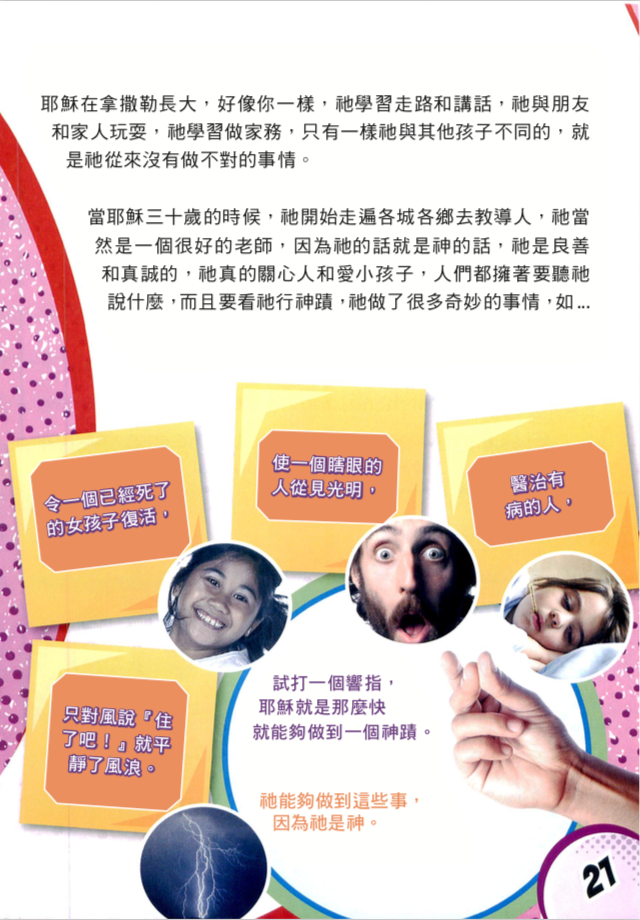 耶穌在拿撒勒長大，好像你一樣，祂學習走路和講話，祂與朋友
和家人玩耍，祂學習做家務，只有一樣祂與其他孩子不同的，就
是祂從來沒有做不對的事情。
當耶穌三十歲的時候，祂開始走遍各城各鄉去教導人，祂當
然是一個很好的老師，因為祂的話就是神的話，祂是良善
和真誠的，祂真的關心人和愛小孩子，人們都擁著要聽祂
說什麼，而且要看祂行神蹟，祂做了很多奇妙的事情，如...
令一個已經死了
的女孩子復活，
使一個瞎眼的
人從見光明，
醫治有
病的人，
只對風說『住
了吧！』就平
靜了風浪。
試打一個響指，
耶穌就是那麼快
就能夠做到一個神蹟。
祂能夠做到這些事，
因為祂是神。
21